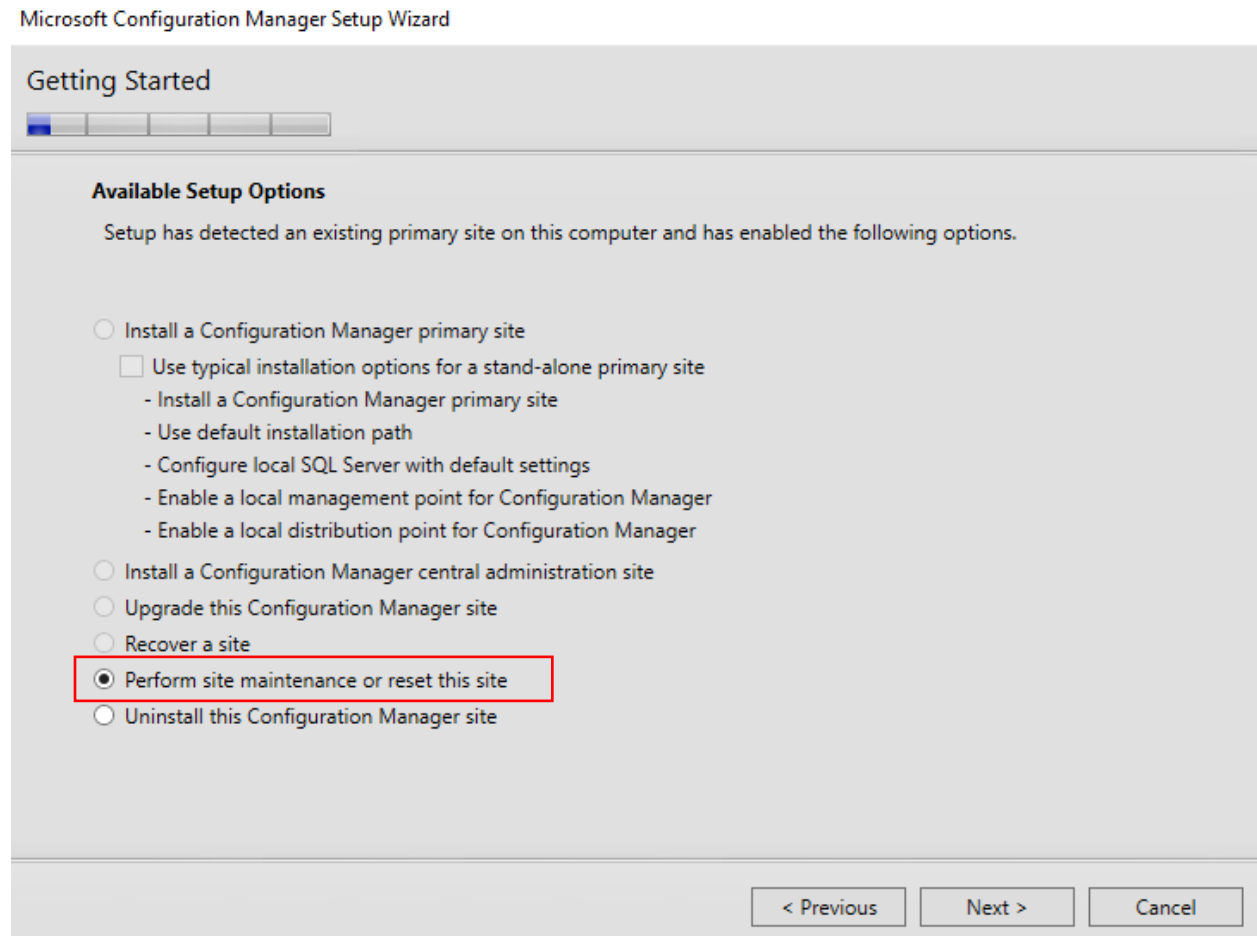 Microsoft Configuration Manager Setup Wizard
Getting Started
Available Setup Options
Setup has detected an existing primary site on this computer and has enabled the following options.
Install a Configuration Manager primary site
Use typical installation options for a stand-alone primary site
- Install a Configuration Manager primary site
- Use default installation path
- Configure local SQL Server with default settings
- Enable a local management point for Configuration Manager
- Enable a local distribution point for Configuration Manager
Install a Configuration Manager central administration site
Upgrade this Configuration Manager site
Recover a site
Perform site maintenance or reset this site
Uninstall this Configuration Manager site
< Previous
Next >
Cancel